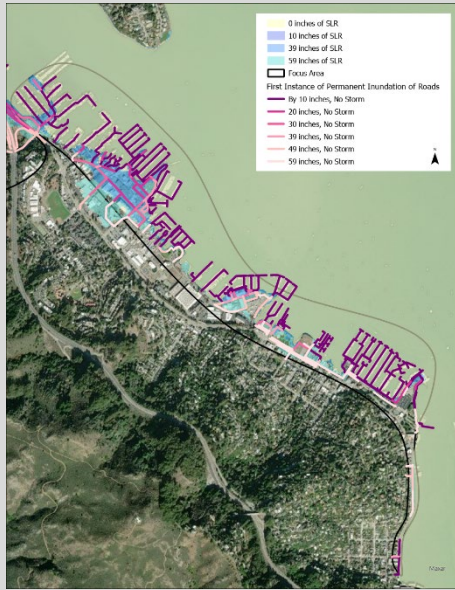 0 inches of SLR
10 inches of SLR
39 inches of SLR
59 inches of SLR
Focus Area
First Instance of Permanent Inundation of Roads
By 10 inches, No Storm
20 inches, No Storm
30 inches, No Storm
39 inches, No Storm
49 inches, No Storm
59 inches, No Storm
Maxar